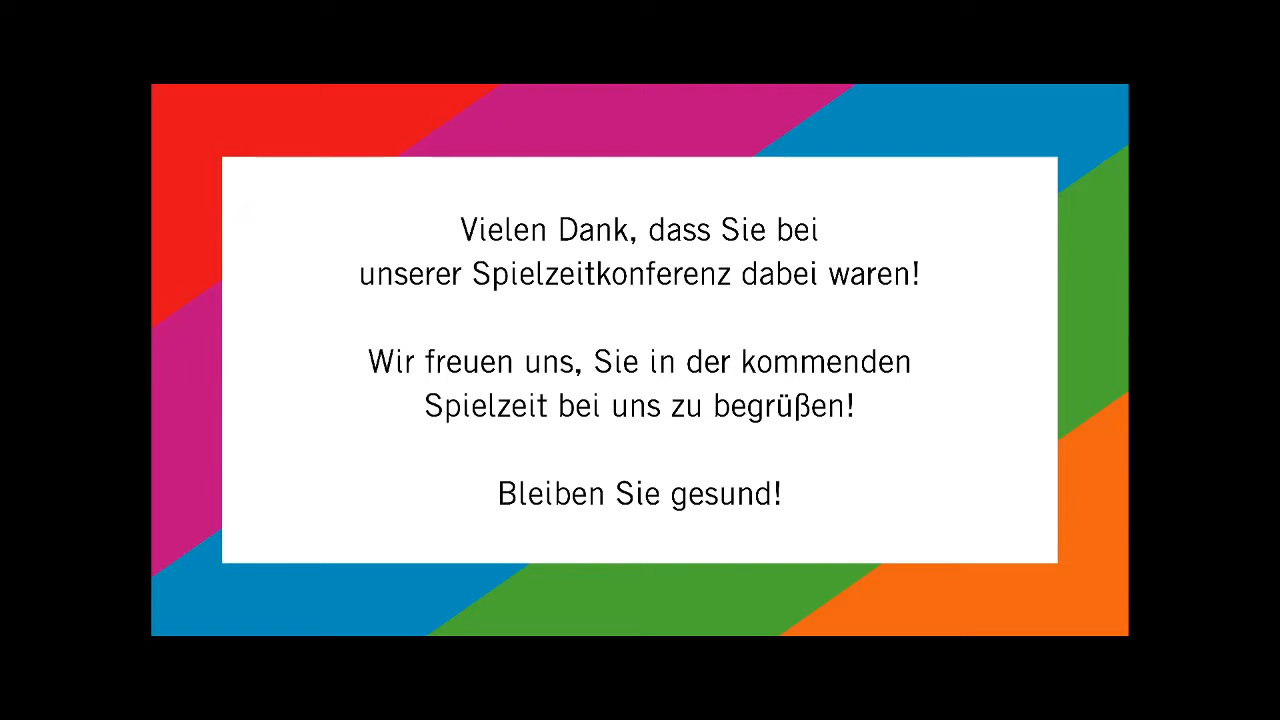 Vielen Dank, dass Sie bei
unserer Spielzeitkonferenz dabei waren!
Wir freuen uns, Sie in der kommenden
Spielzeit bei uns zu begrüßen!
Bleiben Sie gesund!